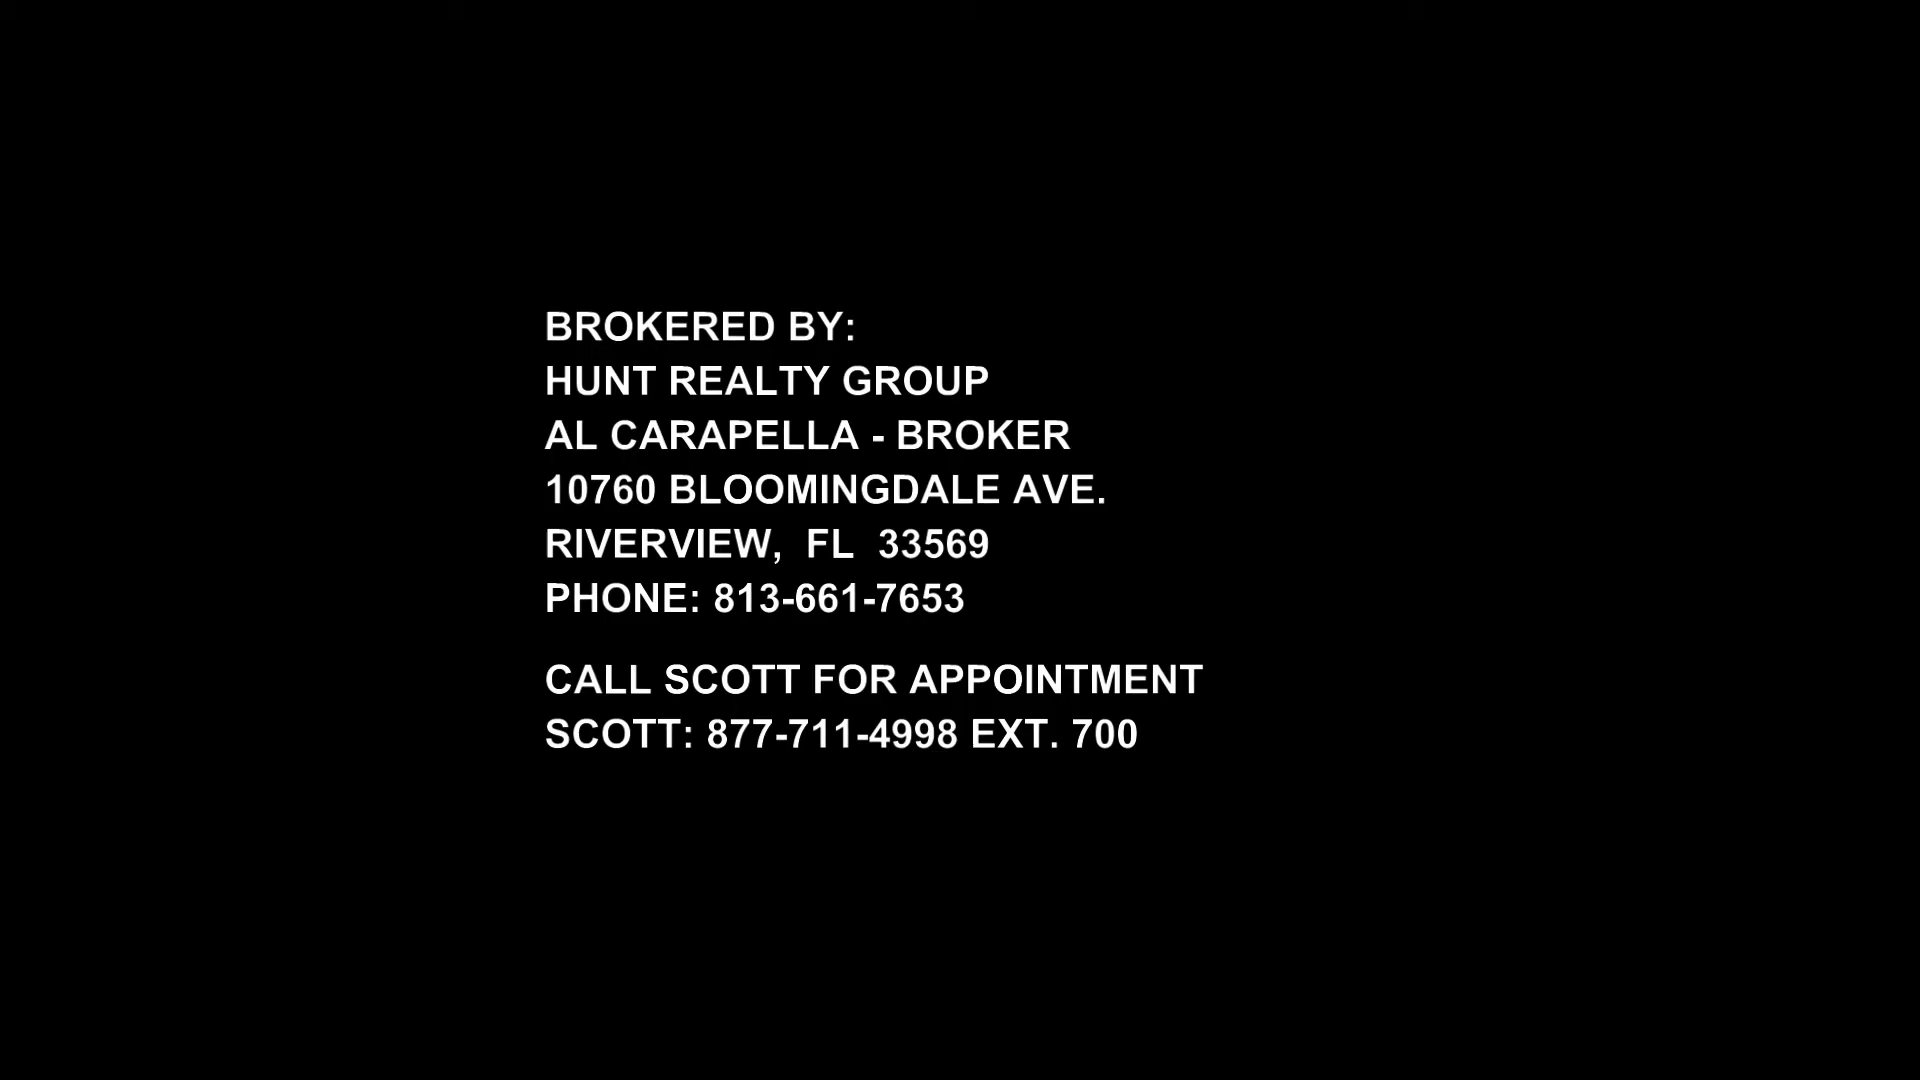 BROKERED BY:
HUNT REALTY GROUP
AL CARAPELLA - BROKER
10760 BLOOMINGDALE AVE.
RIVERVIEW,  FL  33569
PHONE: 813-661-7653
CALL SCOTT FOR APPOINTMENT
SCOTT: 877-711-4998 EXT. 700